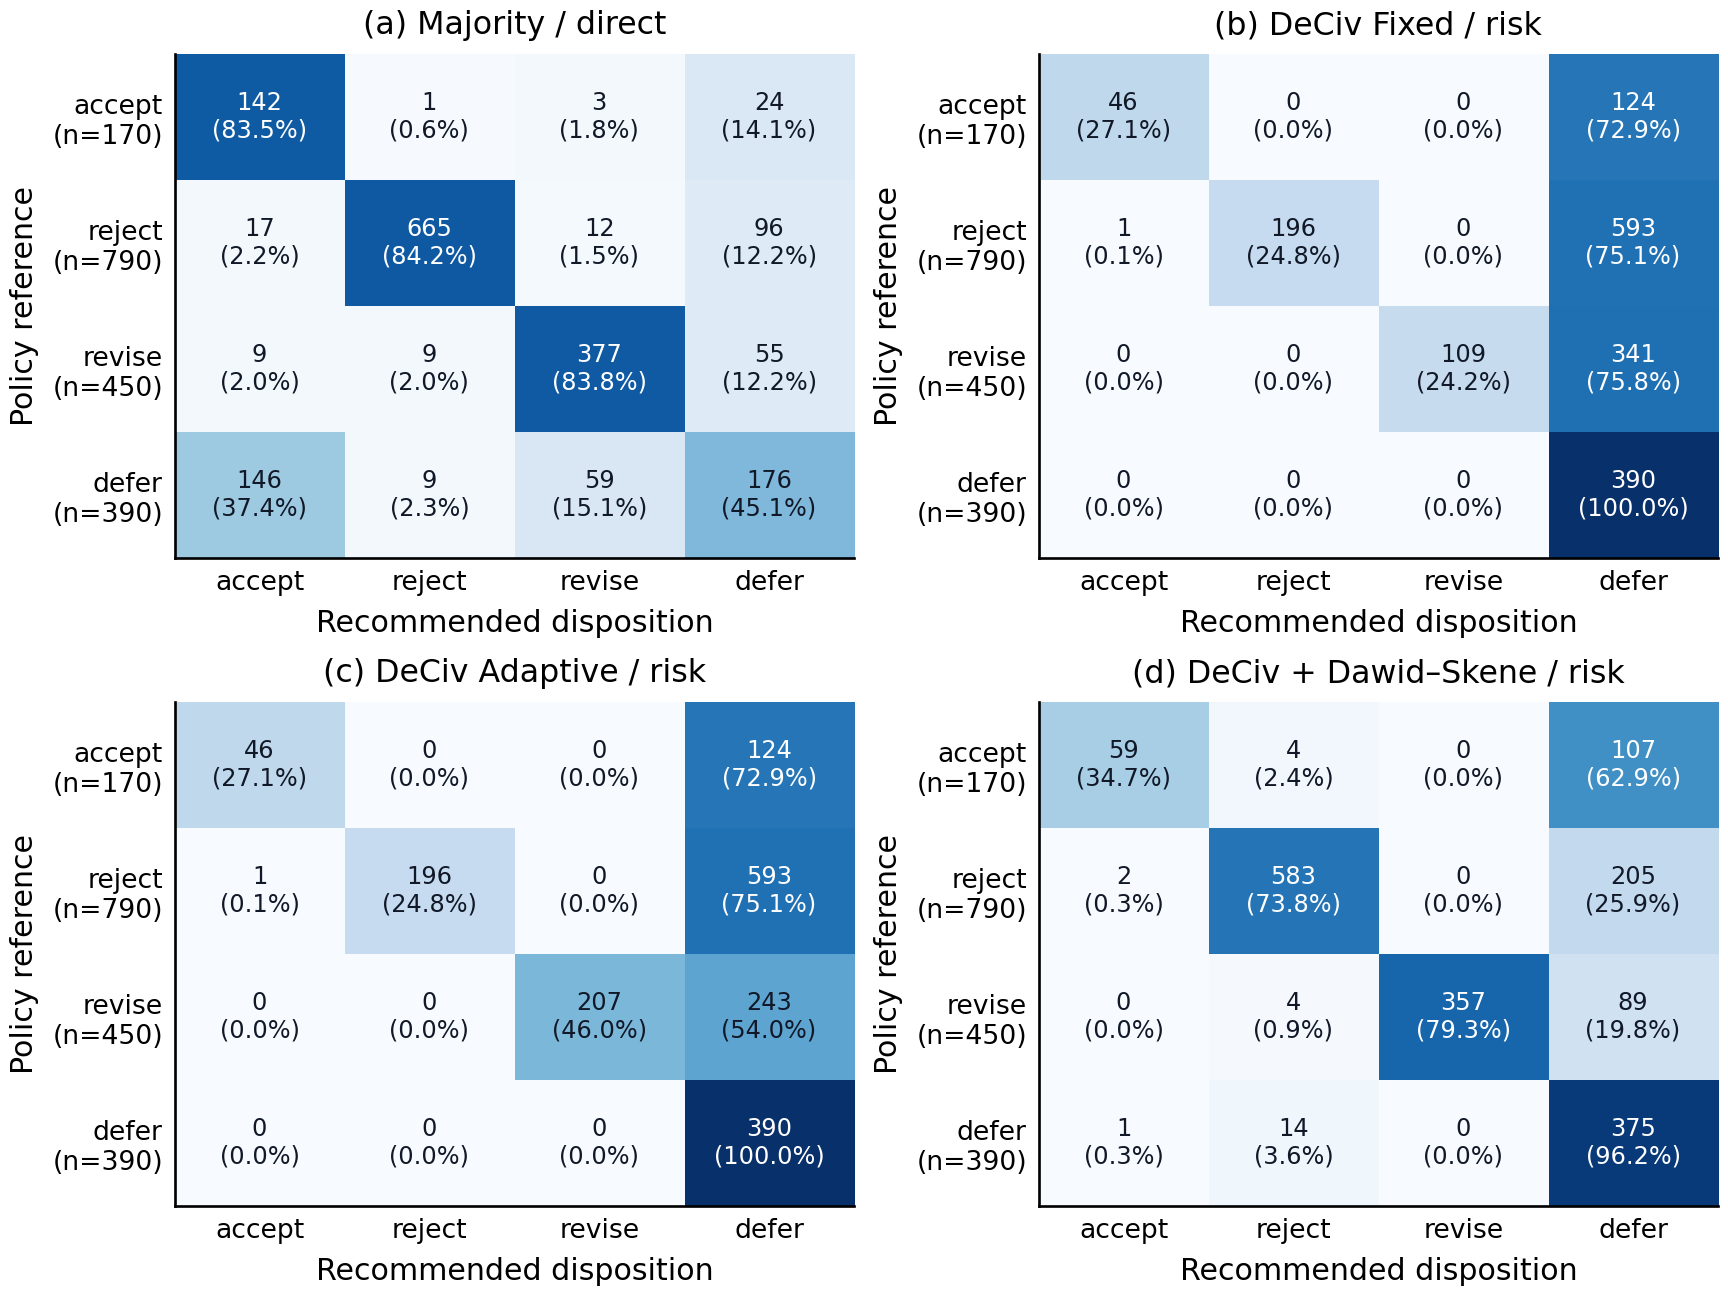 (a) Majority / direct
Policy reference
accept
(n=170)
142
(83.5%)
1
(0.6%)
3
(1.8%)
24
(14.1%)
reject
(n=790)
17
(2.2%)
665
(84.2%)
12
(1.5%)
96
(12.2%)
revise
(n=450)
9
(2.0%)
9
(2.0%)
377
(83.8%)
55
(12.2%)
defer
(n=390)
146
(37.4%)
9
(2.3%)
59
(15.1%)
176
(45.1%)
accept reject revise defer
Recommended disposition
(b) DeCiv Fixed / risk
Policy reference
accept
(n=170)
46
(27.1%)
0
(0.0%)
0
(0.0%)
124
(72.9%)
reject
(n=790)
1
(0.1%)
196
(24.8%)
0
(0.0%)
593
(75.1%)
revise
(n=450)
0
(0.0%)
0
(0.0%)
109
(24.2%)
341
(75.8%)
defer
(n=390)
0
(0.0%)
0
(0.0%)
0
(0.0%)
390
(100.0%)
accept reject revise defer
Recommended disposition
(c) DeCiv Adaptive / risk
Policy reference
accept
(n=170)
46
(27.1%)
0
(0.0%)
0
(0.0%)
124
(72.9%)
reject
(n=790)
1
(0.1%)
196
(24.8%)
0
(0.0%)
593
(75.1%)
revise
(n=450)
0
(0.0%)
0
(0.0%)
207
(46.0%)
243
(54.0%)
defer
(n=390)
0
(0.0%)
0
(0.0%)
0
(0.0%)
390
(100.0%)
accept reject revise defer
Recommended disposition
(d) DeCiv + Dawid–Skene / risk
Policy reference
accept
(n=170)
59
(34.7%)
4
(2.4%)
0
(0.0%)
107
(62.9%)
reject
(n=790)
2
(0.3%)
583
(73.8%)
0
(0.0%)
205
(25.9%)
revise
(n=450)
0
(0.0%)
4
(0.9%)
357
(79.3%)
89
(19.8%)
defer
(n=390)
1
(0.3%)
14
(3.6%)
0
(0.0%)
375
(96.2%)
accept reject revise defer
Recommended disposition